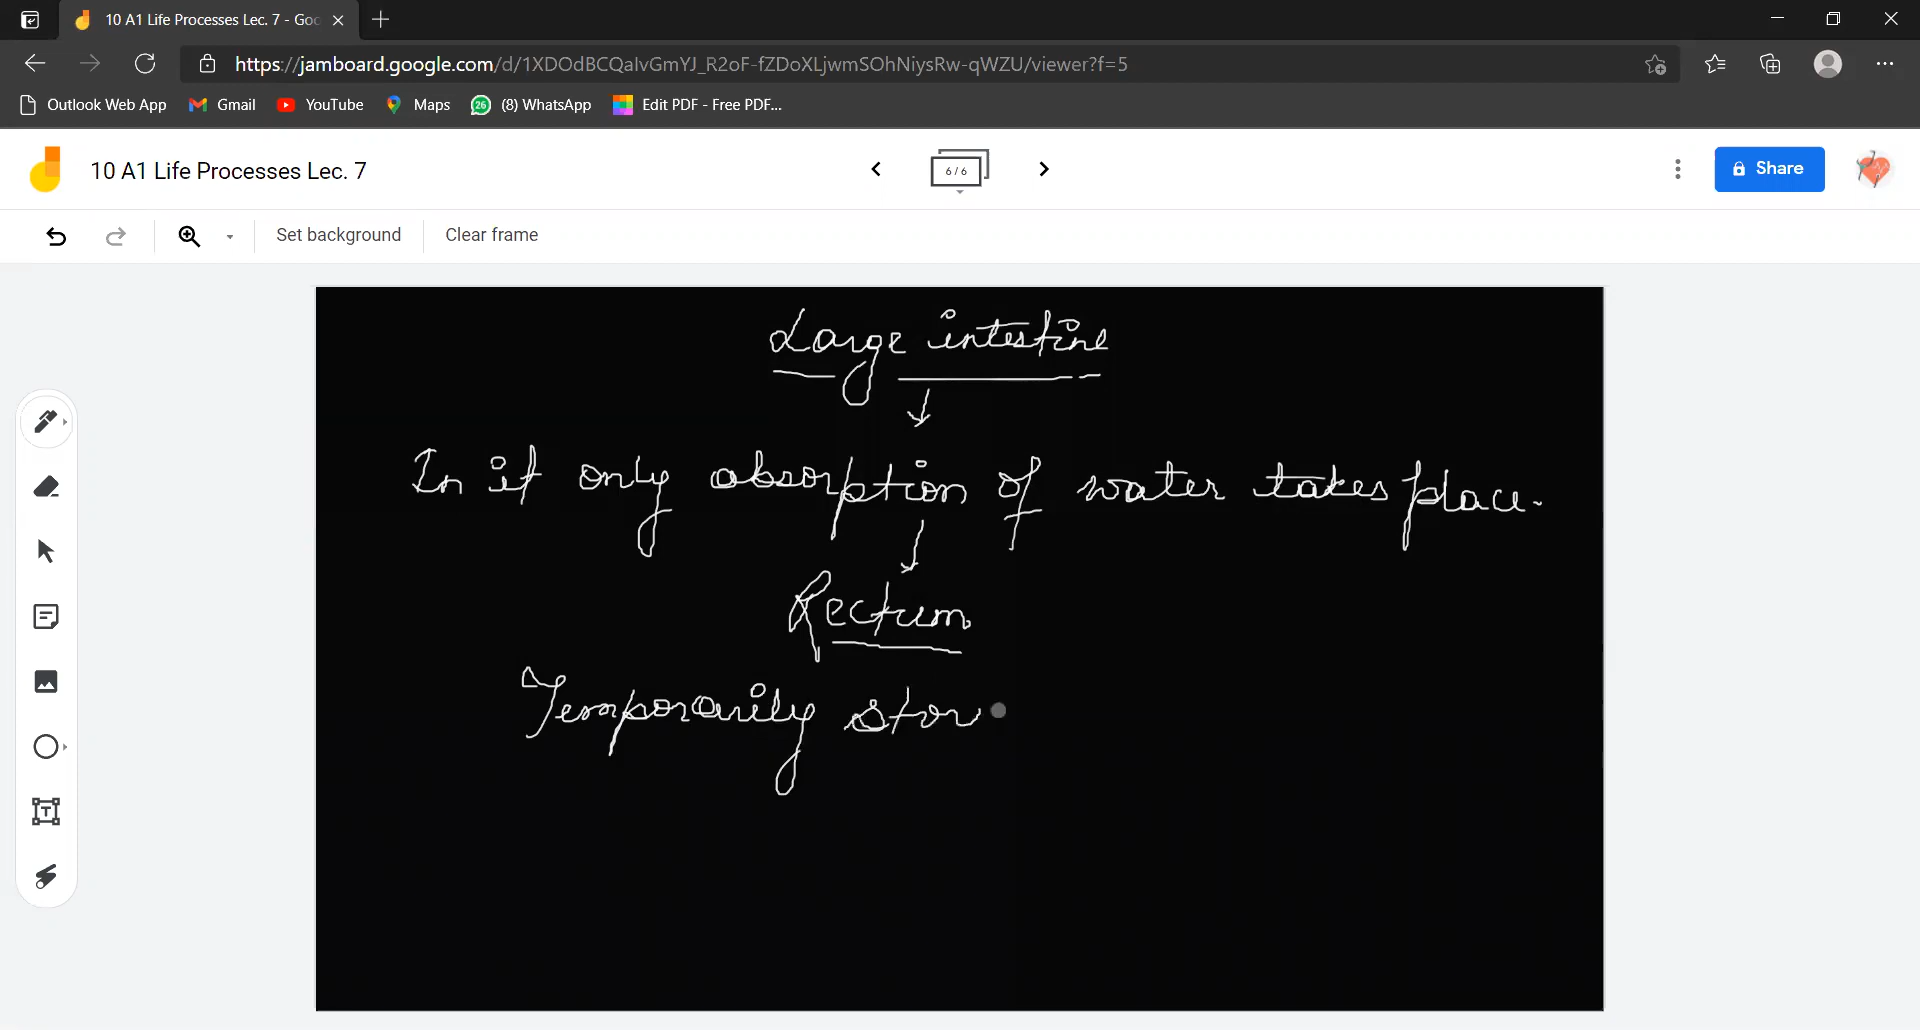 10 A1 Life Processes Lec. 7 - Goo
https://jamboard.google.com/d/1XDOdBCQaIvGmYJ_R2oF-fZDoXLjwmSOhNiysRw-qWZU/viewer?f=5
Outlook Web App Gmail YouTube Maps 26 (8) WhatsApp Edit PDF - Free PDF...
10 A1 Life Processes Lec. 7 6 / 6 Share
Set background Clear frame
Large intestine
In it only absorption of water takes place.
Rectum
Temporarily stor